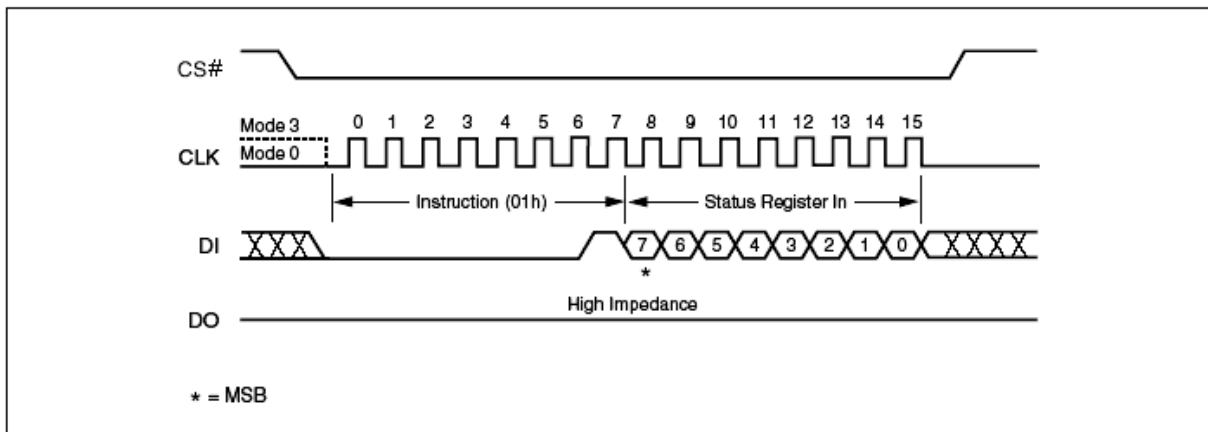 CS#
Mode 3 0 1 2 3 4 5 6 7 8 9 10 11 12 13 14 15
CLK Mode 0
Instruction (01h) Status Register In
DI 7 6 5 4 3 2 1 0
*
High Impedance
DO
* = MSB